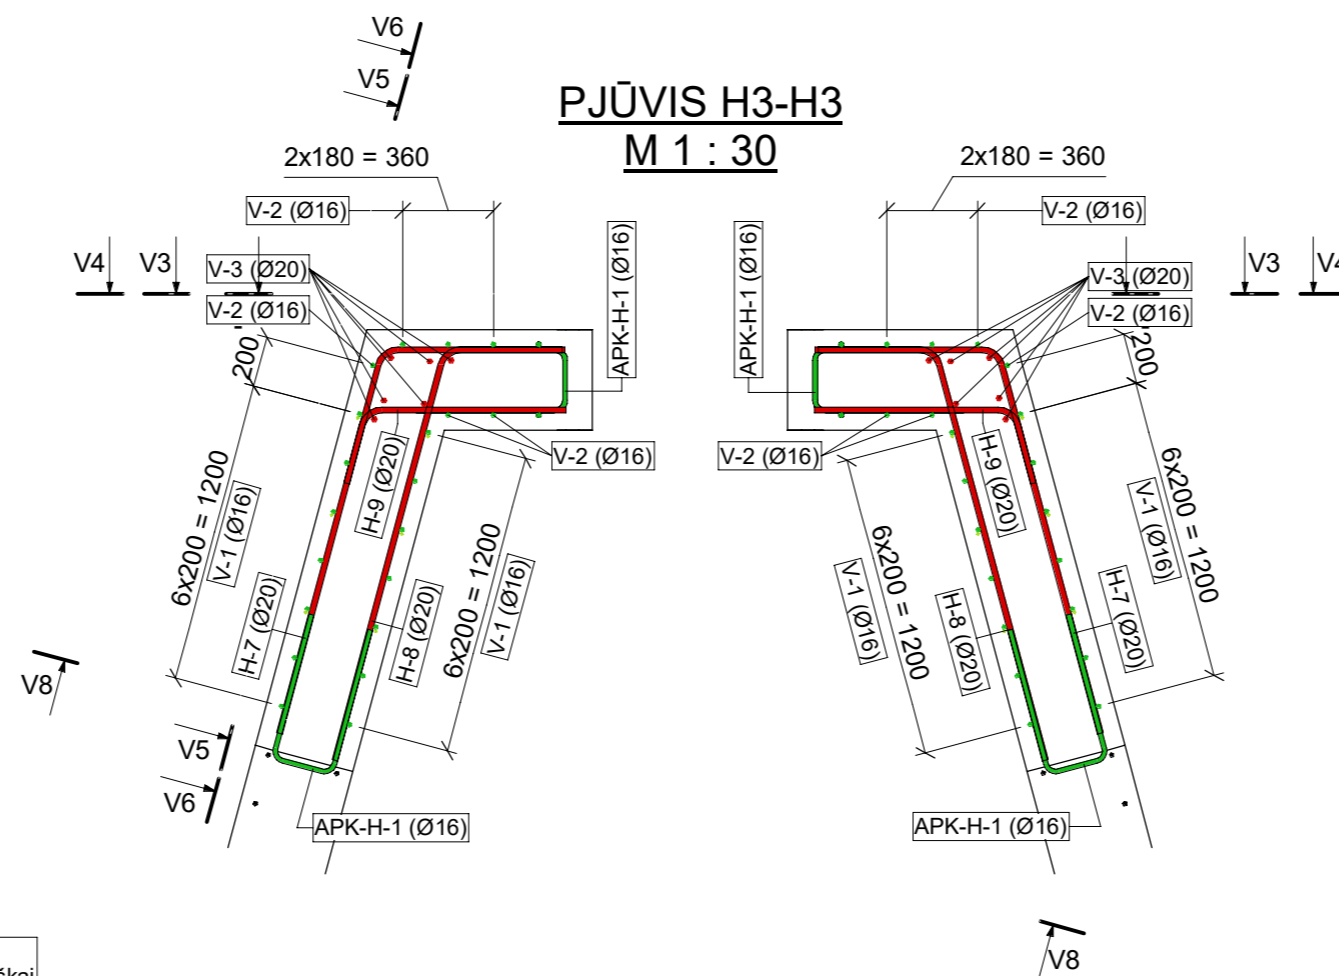 V6
V5
PJŪVIS H3-H3
M 1 : 30
2x180 = 360
2x180 = 360
V-2 (Ø16)
V-2 (Ø16)
APK-H-1 (Ø16)
APK-H-1 (Ø16)
V4
V3
V-3 (Ø20)
V-3 (Ø20)
V3
V4
V-2 (Ø16)
V-2 (Ø16)
200
200
V-2 (Ø16)
V-2 (Ø16)
H-9 (Ø20)
H-9 (Ø20)
6x200 = 1200
V-1 (Ø16)
6x200 = 1200
V-1 (Ø16)
6x200 = 1200
V-1 (Ø16)
6x200 = 1200
V-1 (Ø16)
H-7 (Ø20)
H-8 (Ø20)
H-8 (Ø20)
H-7 (Ø20)
V8
V5
V6
APK-H-1 (Ø16)
APK-H-1 (Ø16)
V8